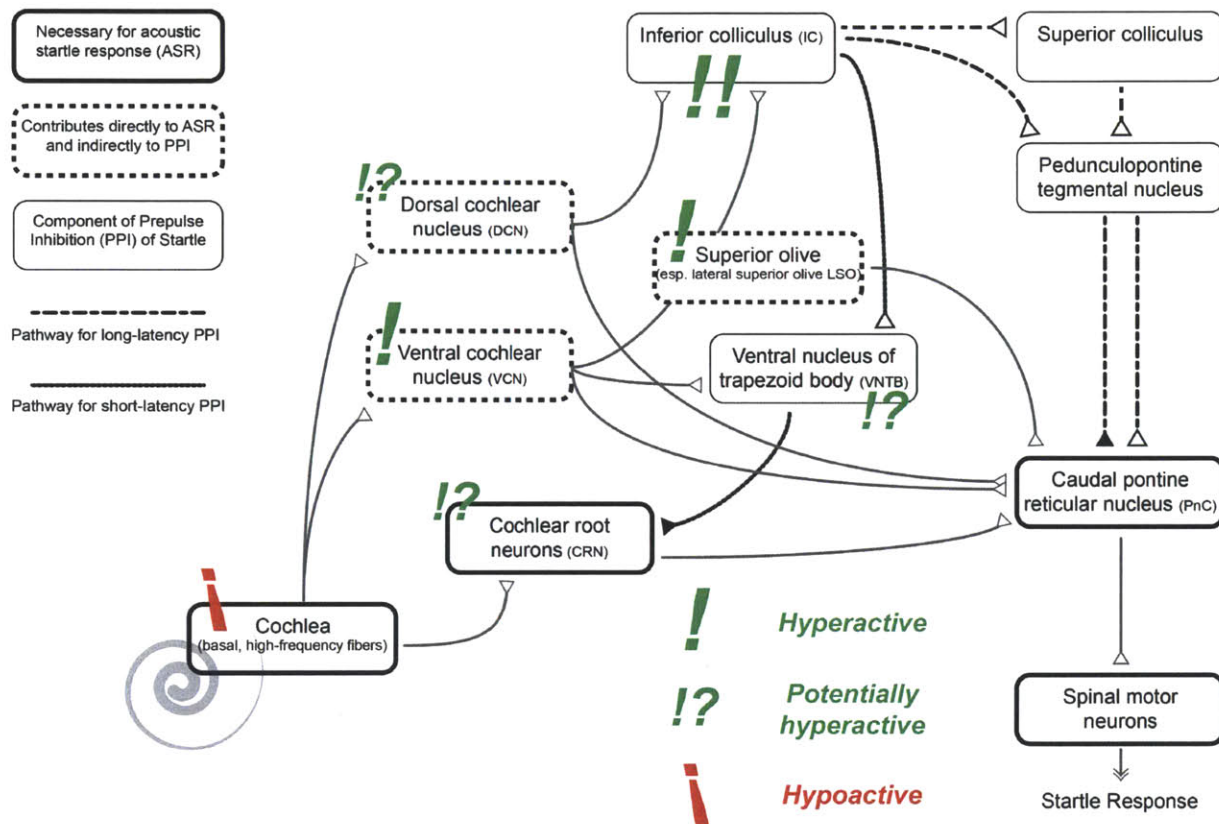 Necessary for acoustic
startle response (ASR)
Contributes directly to ASR
and indirectly to PPI
Component of Prepulse
Inhibition (PPI) of Startle
Pathway for long-latency PPI
Pathway for short-latency PPI
Inferior colliculus (IC)
!!
Superior colliculus
Pedunculopontine
tegmental nucleus
!?
Dorsal cochlear
nucleus (DCN)
!
Superior olive
(esp. lateral superior olive LSO)
!
Ventral cochlear
nucleus (VCN)
Ventral nucleus of
trapezoid body (VNTB)
!?
!?
Cochlear root
neurons (CRN)
Caudal pontine
reticular nucleus (PnC)
¡
Cochlea
(basal, high-frequency fibers)
! Hyperactive
!? Potentially
hyperactive
¡ Hypoactive
Spinal motor
neurons
Startle Response